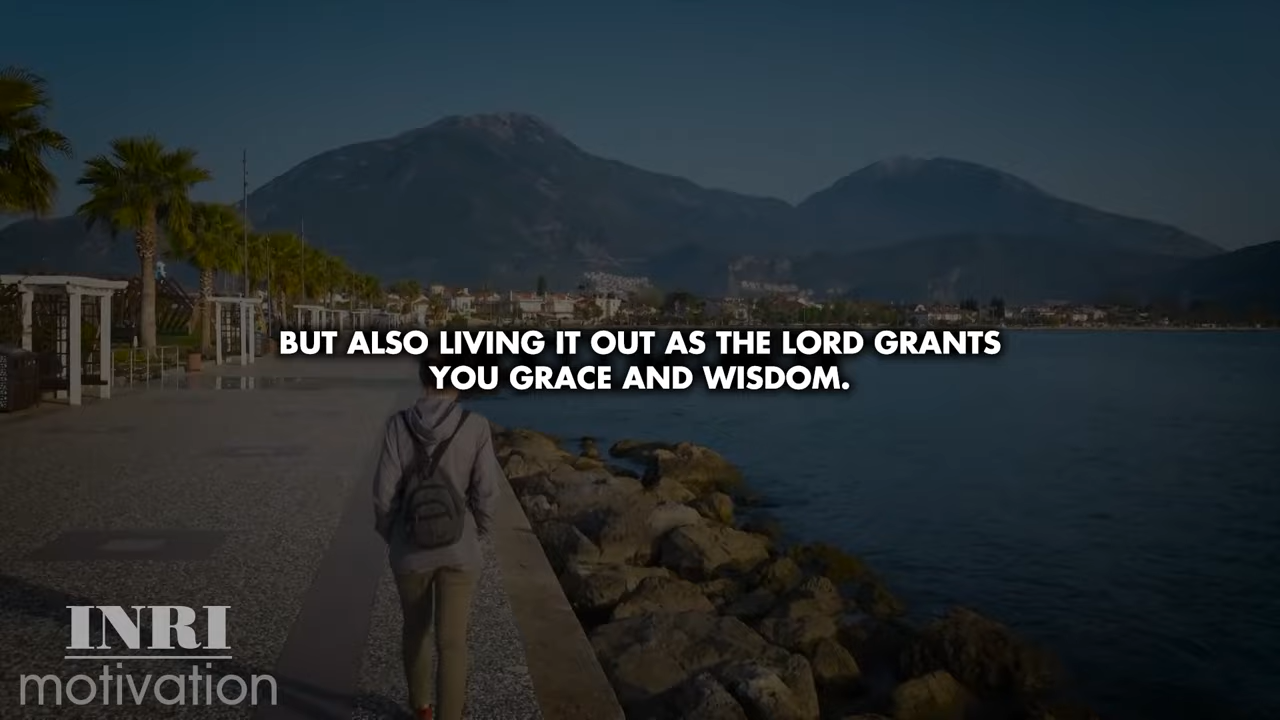 BUT ALSO LIVING IT OUT AS THE LORD GRANTS
YOU GRACE AND WISDOM.
INRI
motivation